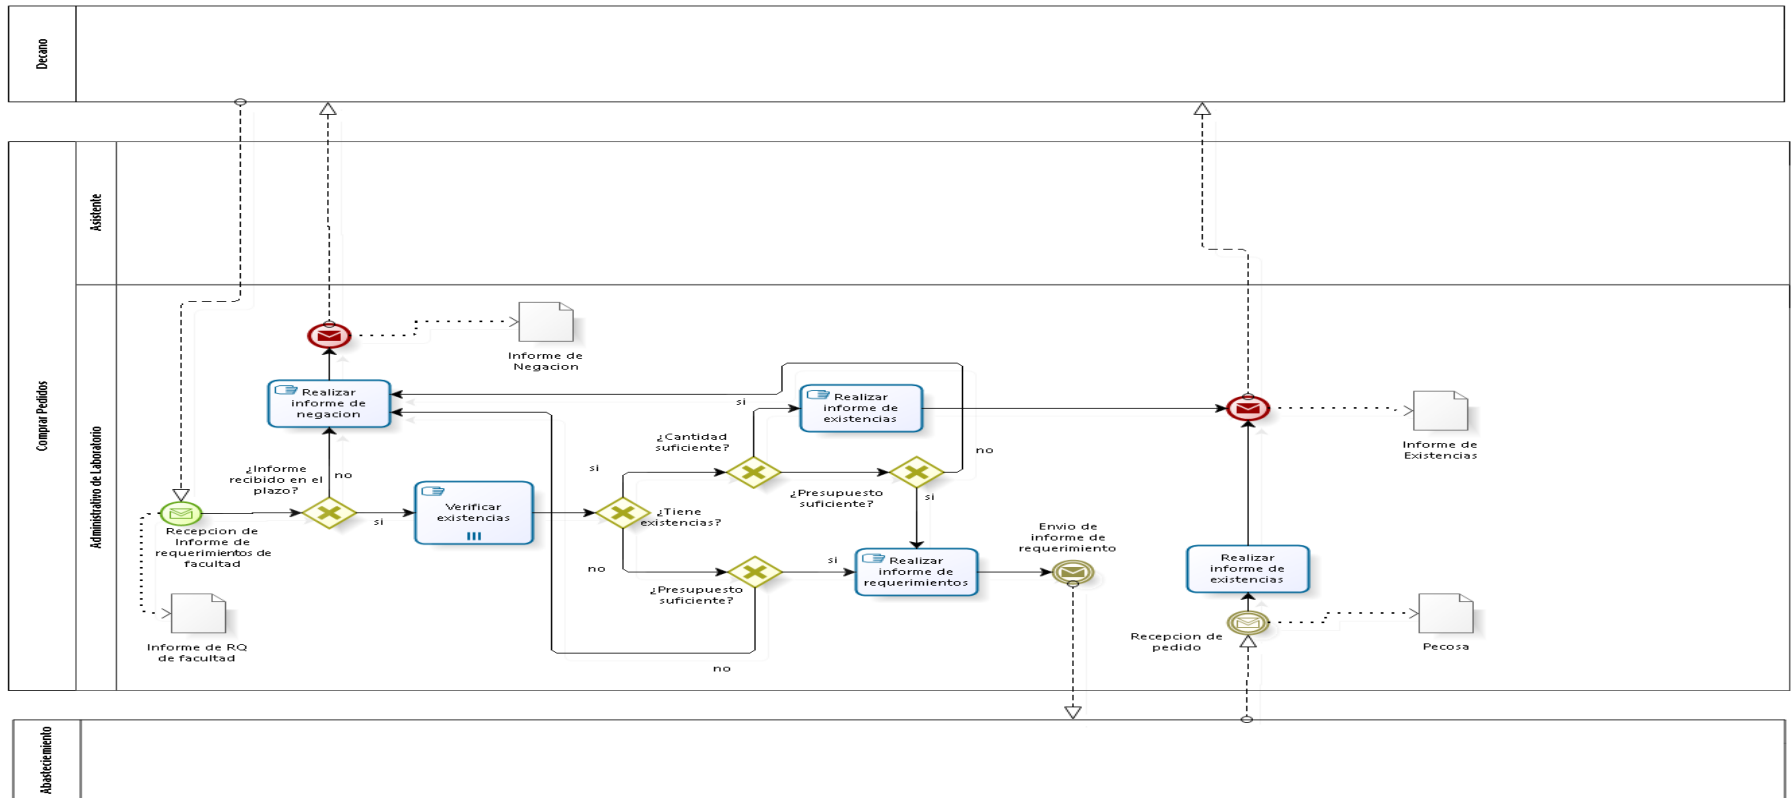 Decano
Comprar Pedidos
Asistente
Administrativo de Laboratorio
Informe de
Negacion
Realizar
informe de
negacion
¿Informe
recibido en el
plazo?
no
si
Recepcion de
Informe de
requerimientos de
facultad
Informe de RQ
de facultad
Verificar
existencias
¿Tiene
existencias?
si
no
¿Cantidad
suficiente?
si
Realizar
informe de
existencias
¿Presupuesto
suficiente?
no
si
¿Presupuesto
suficiente?
si
no
Realizar
informe de
requerimientos
Envio de
informe de
requerimiento
Informe de
Existencias
Realizar
informe de
existencias
Recepcion de
pedido
Pecosa
Abasteciemiento